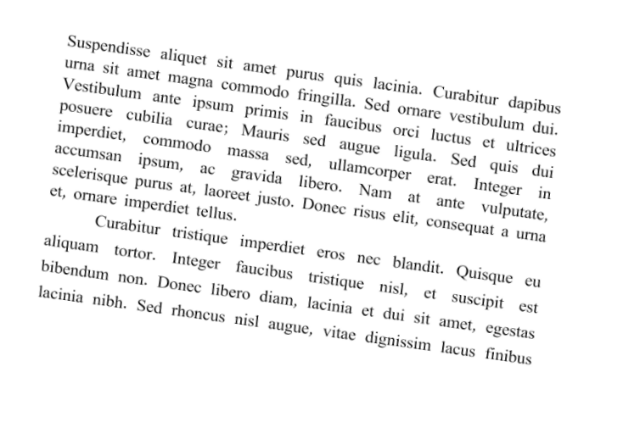 Suspendisse aliquet sit amet purus quis lacinia. Curabitur dapibus
urna sit amet magna commodo fringilla. Sed ornare vestibulum dui.
Vestibulum ante ipsum primis in faucibus orci luctus et ultrices
posuere cubilia curae; Mauris sed augue ligula. Sed quis dui
imperdiet, commodo massa sed, ullamcorper erat. Integer in
accumsan ipsum, ac gravida libero. Nam at ante vulputate,
scelerisque purus at, laoreet justo. Donec risus elit, consequat a urna
et, ornare imperdiet tellus.
Curabitur tristique imperdiet eros nec blandit. Quisque eu
aliquam tortor. Integer faucibus tristique nisl, et suscipit est
bibendum non. Donec libero diam, lacinia et dui sit amet, egestas
lacinia nibh. Sed rhoncus nisl augue, vitae dignissim lacus finibus